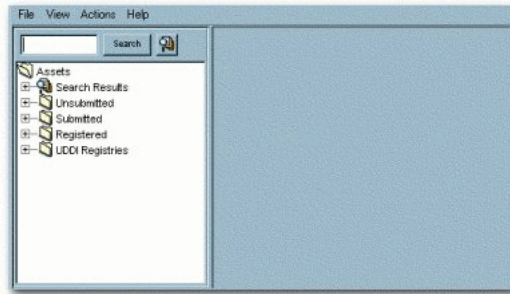 File View Actions Help
Search
Assets
Search Results
Unsubmitted
Submitted
Registered
UDDI Registries